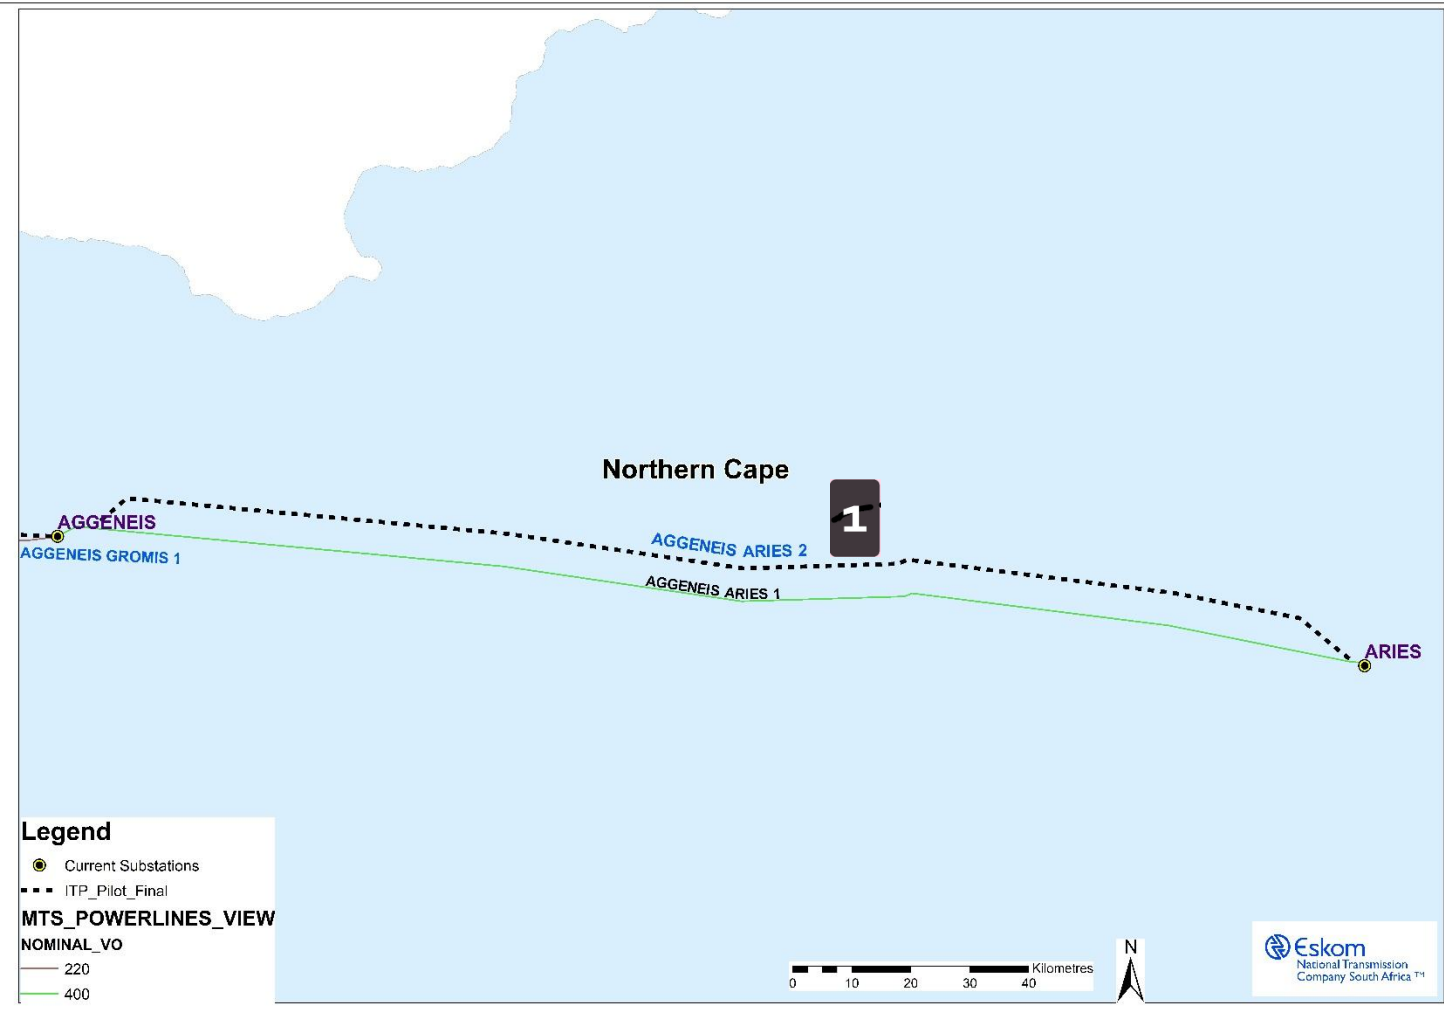 Northern Cape
1
AGGENEIS
AGGENEIS GROMIS 1
AGGENEIS ARIES 2
AGGENEIS ARIES 1
ARIES
Legend
Current Substations
ITP_Pilot_Final
MTS_POWERLINES_VIEW
NOMINAL_VO
220
400
Kilometres
0 10 20 30 40
N
Eskom
National Transmission
Company South Africa TM